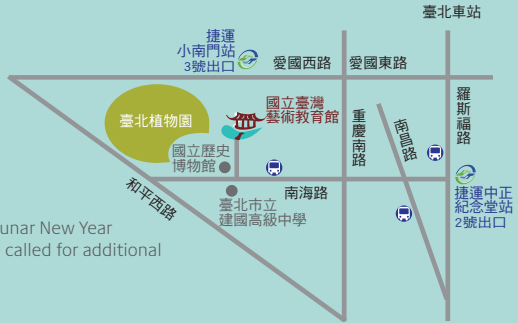 臺北車站
捷運
小南門站
3號出口
愛國西路
愛國東路
國立臺灣
藝術教育館
臺北植物園
重慶南路
南昌路
羅斯福路
國立歷史
博物館
南海路
和平西路
臺北市立
建國高級中學
捷運中正
紀念堂站
2號出口
unar New Year
called for additional